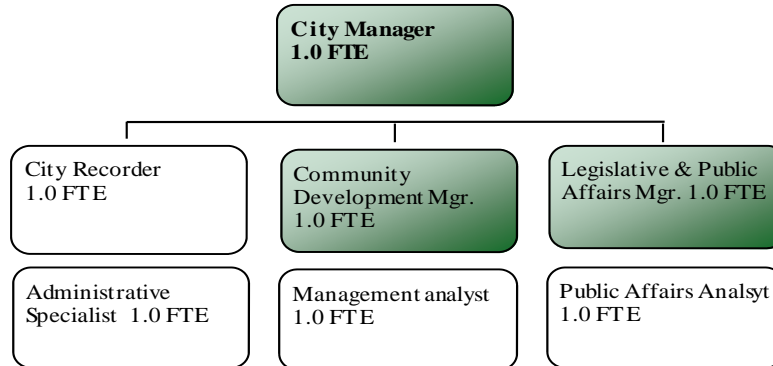 City Manager
1.0 FTE
City Recorder
1.0 FTE
Community
Development Mgr.
1.0 FTE
Legislative & Public
Affairs Mgr. 1.0 FTE
Administrative
Specialist 1.0 FTE
Management analyst
1.0 FTE
Public Affairs Analsyt
1.0 FTE